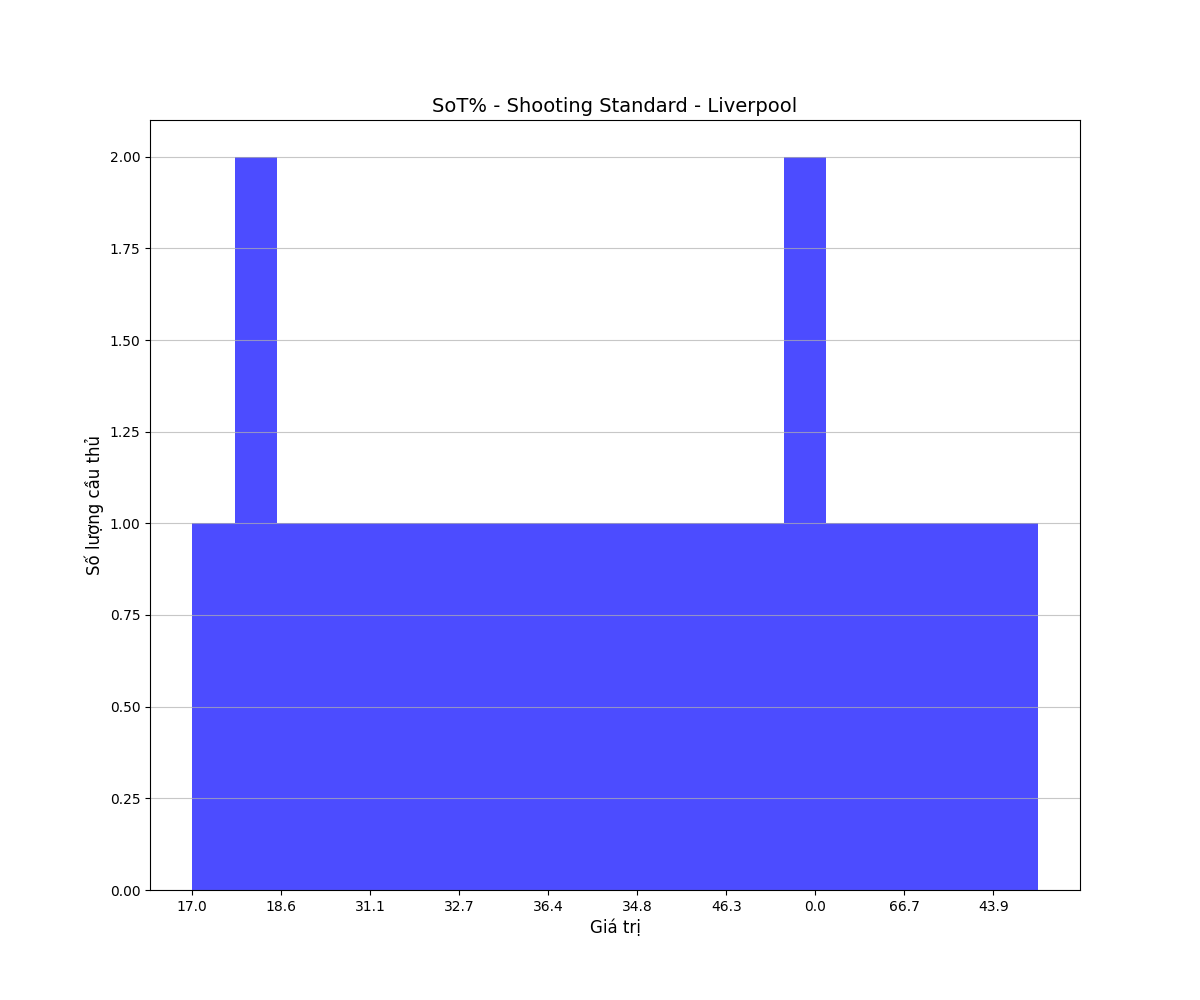 SoT% - Shooting Standard - Liverpool
2.00
1.75
1.50
1.25
1.00
0.75
0.50
0.25
0.00
Số lượng cầu thủ
17.0 18.6 31.1 32.7 36.4 34.8 46.3 0.0 66.7 43.9
Giá trị